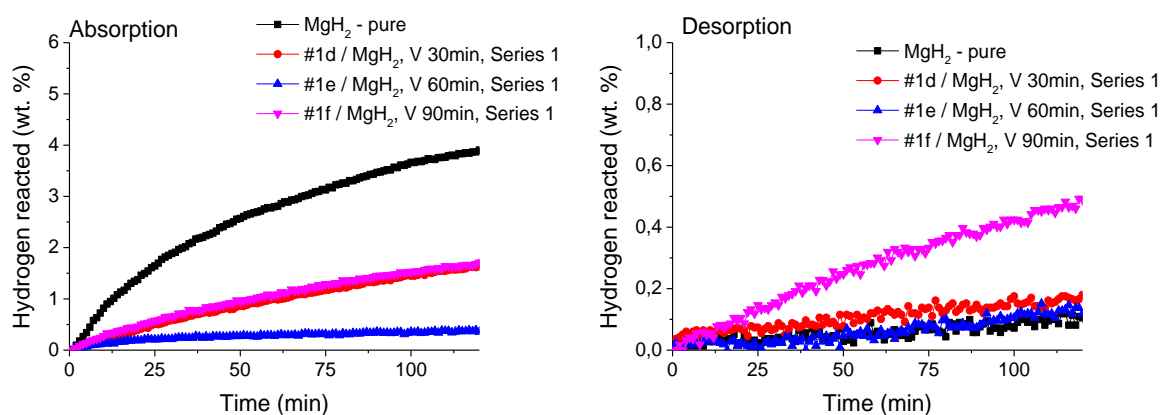 Absorption
MgH₂ - pure
#1d / MgH₂, V 30min, Series 1
#1e / MgH₂, V 60min, Series 1
#1f / MgH₂, V 90min, Series 1
Hydrogen reacted (wt. %)
6
5
4
3
2
1
0
0 25 50 75 100
Time (min)
Desorption
MgH₂ - pure
#1d / MgH₂, V 30min, Series 1
#1e / MgH₂, V 60min, Series 1
#1f / MgH₂, V 90min, Series 1
Hydrogen reacted (wt. %)
1,0
0,8
0,6
0,4
0,2
0,0
0 25 50 75 100
Time (min)